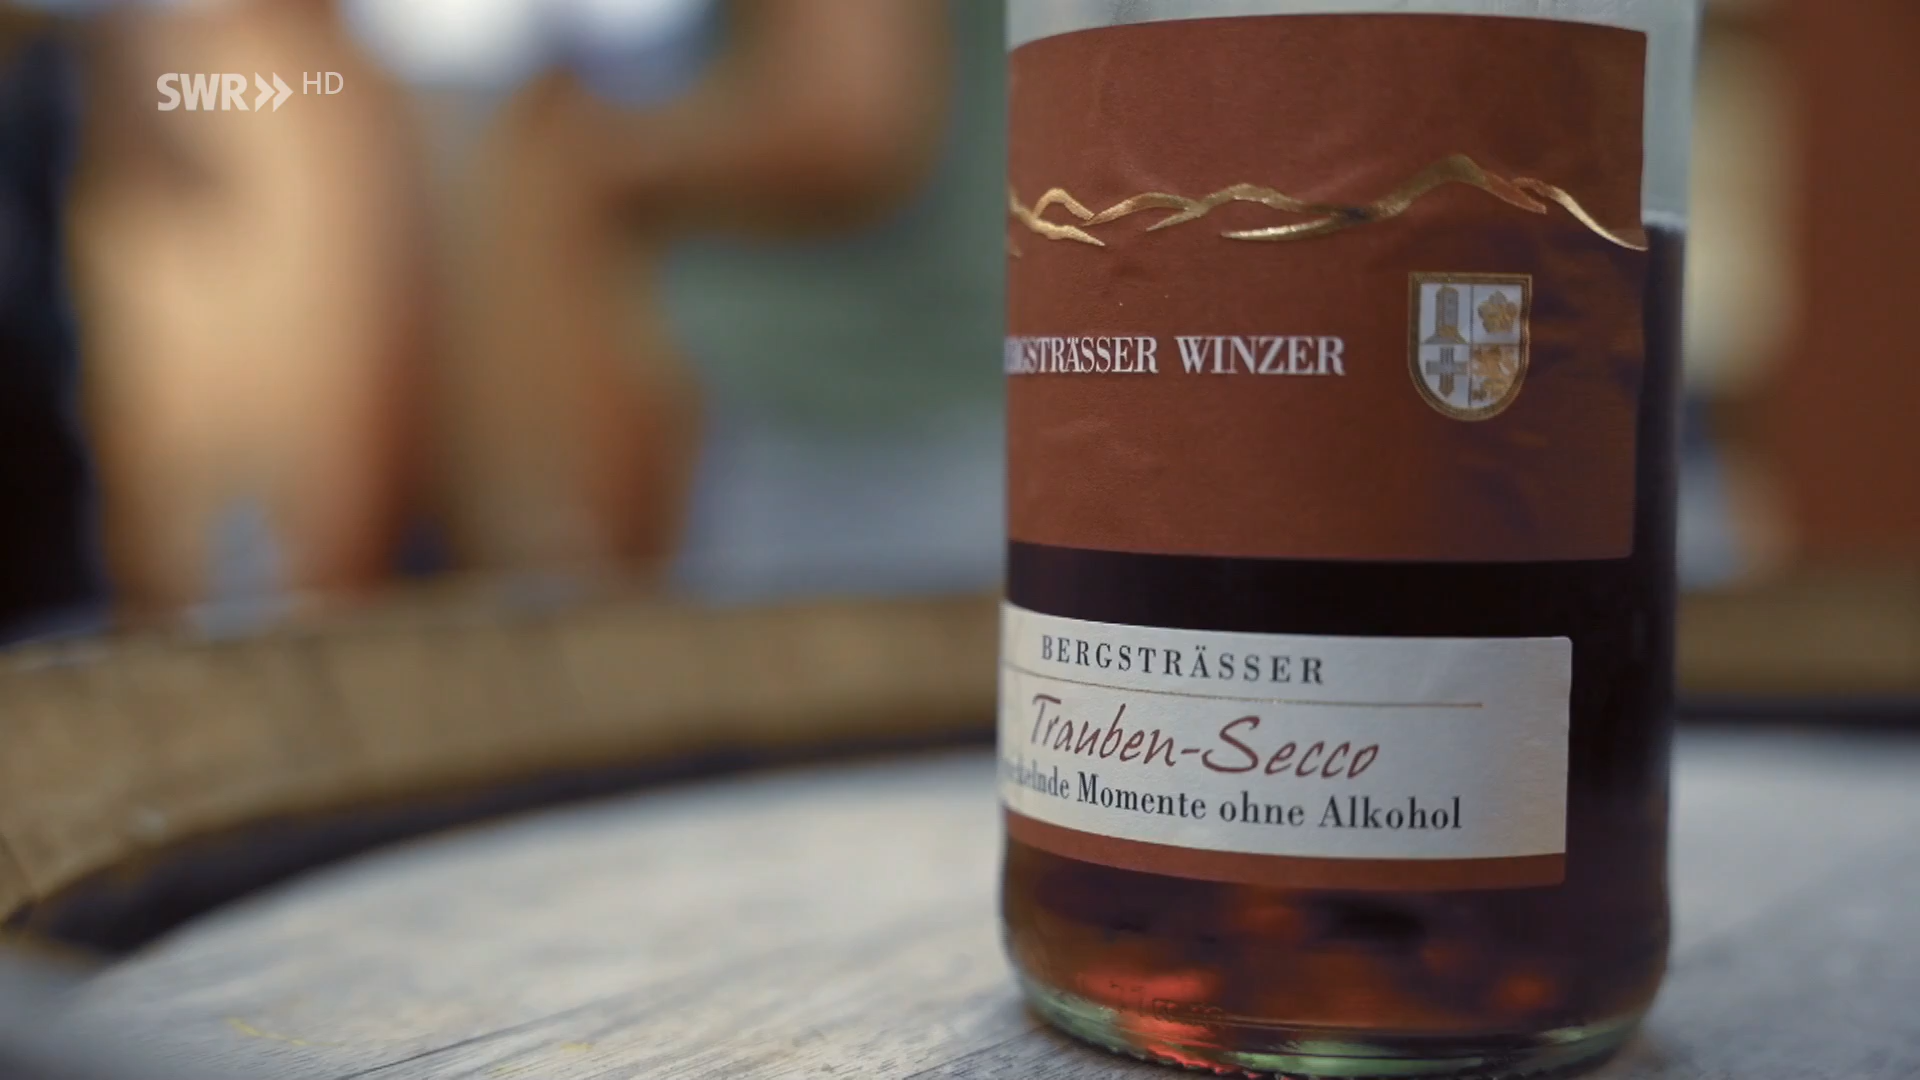 SWR» HD
BERGSTRÄSSER WINZER
BERGSTRÄSSER
Trauben-Secco
Momente ohne Alkohol